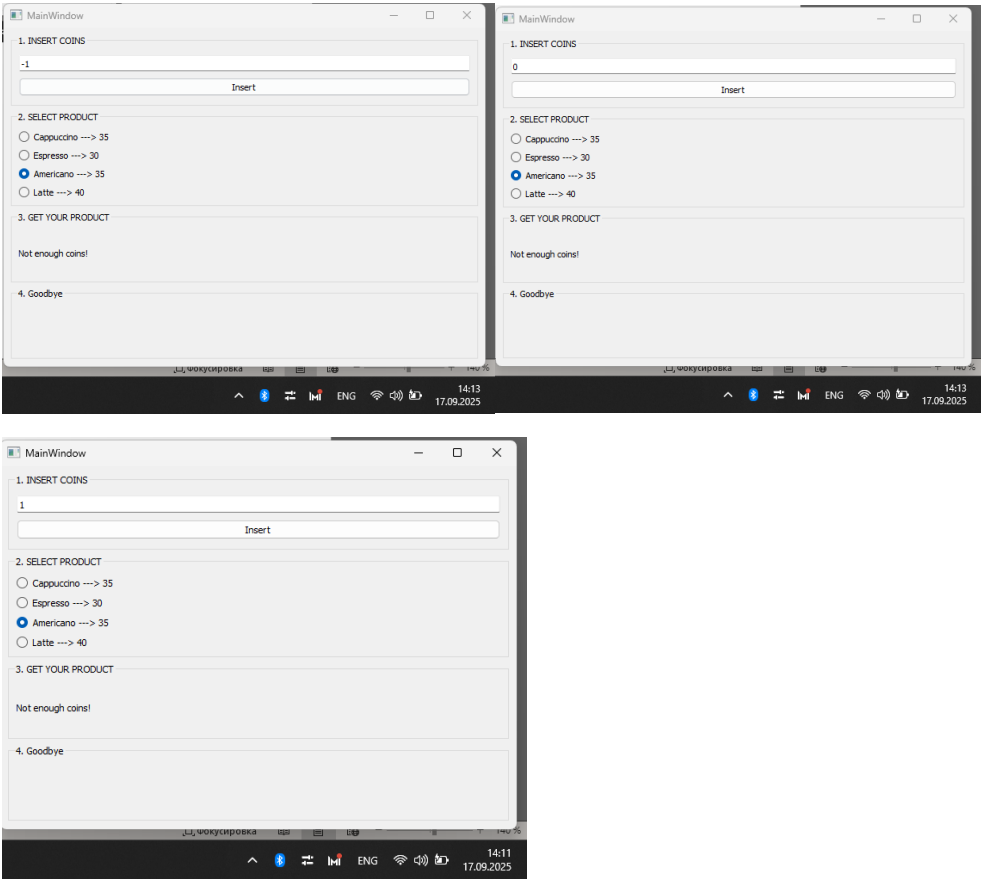 MainWindow
1. INSERT COINS
-1
Insert
2. SELECT PRODUCT
Cappuccino ---> 35
Espresso ---> 30
Americano ---> 35
Latte ---> 40
3. GET YOUR PRODUCT
Not enough coins!
4. Goodbye
Фокусировка
140 %
ENG
14:13
17.09.2025
MainWindow
1. INSERT COINS
0
Insert
2. SELECT PRODUCT
Cappuccino ---> 35
Espresso ---> 30
Americano ---> 35
Latte ---> 40
3. GET YOUR PRODUCT
Not enough coins!
4. Goodbye
Фокусировка
140 %
ENG
14:13
17.09.2025
MainWindow
1. INSERT COINS
1
Insert
2. SELECT PRODUCT
Cappuccino ---> 35
Espresso ---> 30
Americano ---> 35
Latte ---> 40
3. GET YOUR PRODUCT
Not enough coins!
4. Goodbye
Фокусировка
140 %
ENG
14:11
17.09.2025